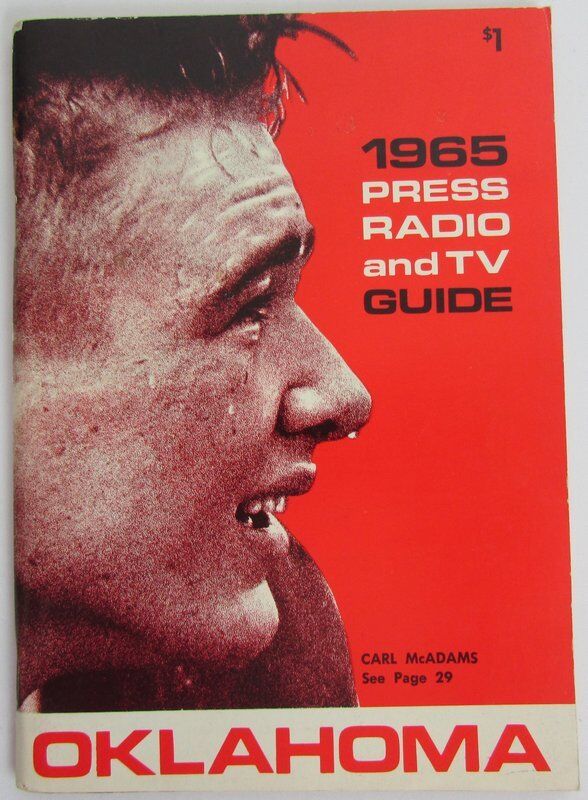 $1
1965
PRESS
RADIO
and TV
GUIDE
CARL McADAMS
See Page 29
OKLAHOMA